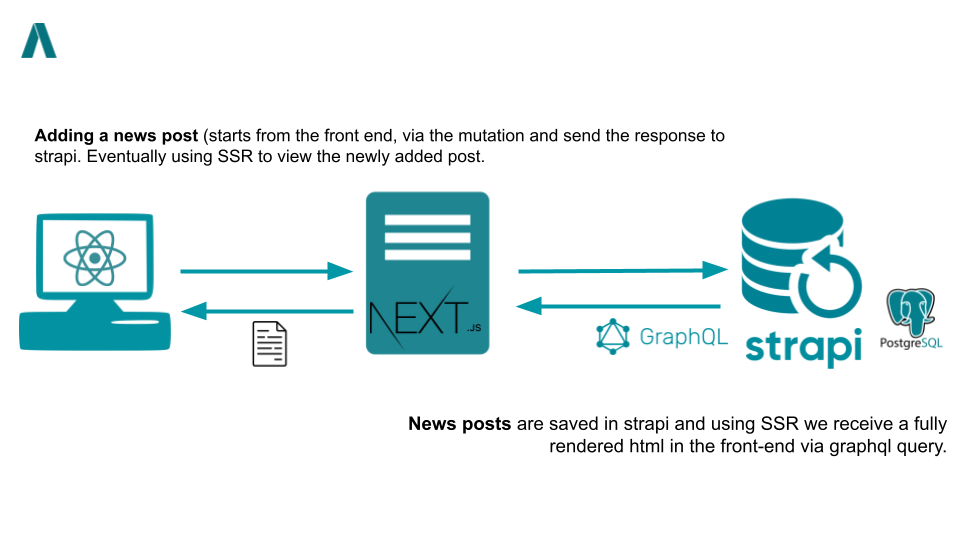 Adding a news post (starts from the front end, via the mutation and send the response to
strapi. Eventually using SSR to view the newly added post.
NEXT.JS
GraphQL
strapi
PostgreSQL
News posts are saved in strapi and using SSR we receive a fully
rendered html in the front-end via graphql query.